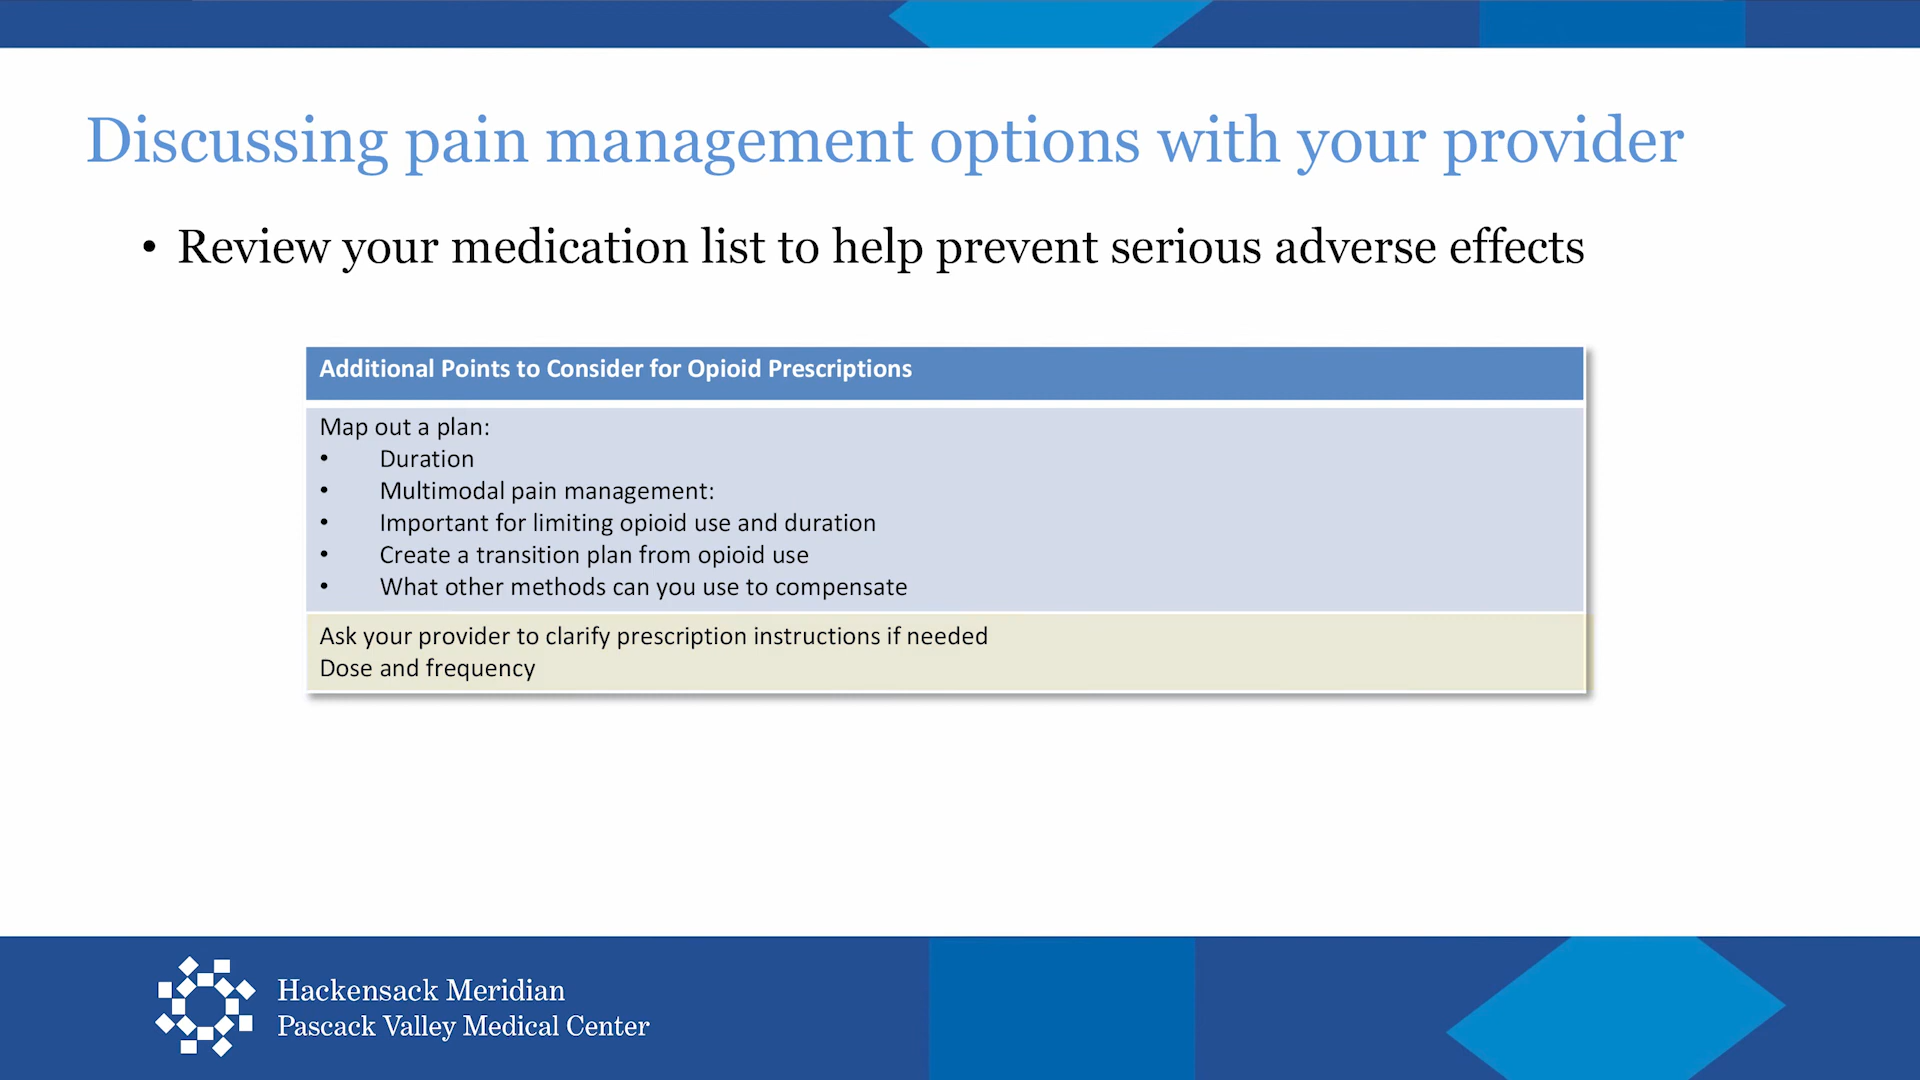 Discussing pain management options with your provider
• Review your medication list to help prevent serious adverse effects
Additional Points to Consider for Opioid Prescriptions
Map out a plan:
• Duration
• Multimodal pain management:
• Important for limiting opioid use and duration
• Create a transition plan from opioid use
• What other methods can you use to compensate
Ask your provider to clarify prescription instructions if needed
Dose and frequency
Hackensack Meridian
Pascack Valley Medical Center